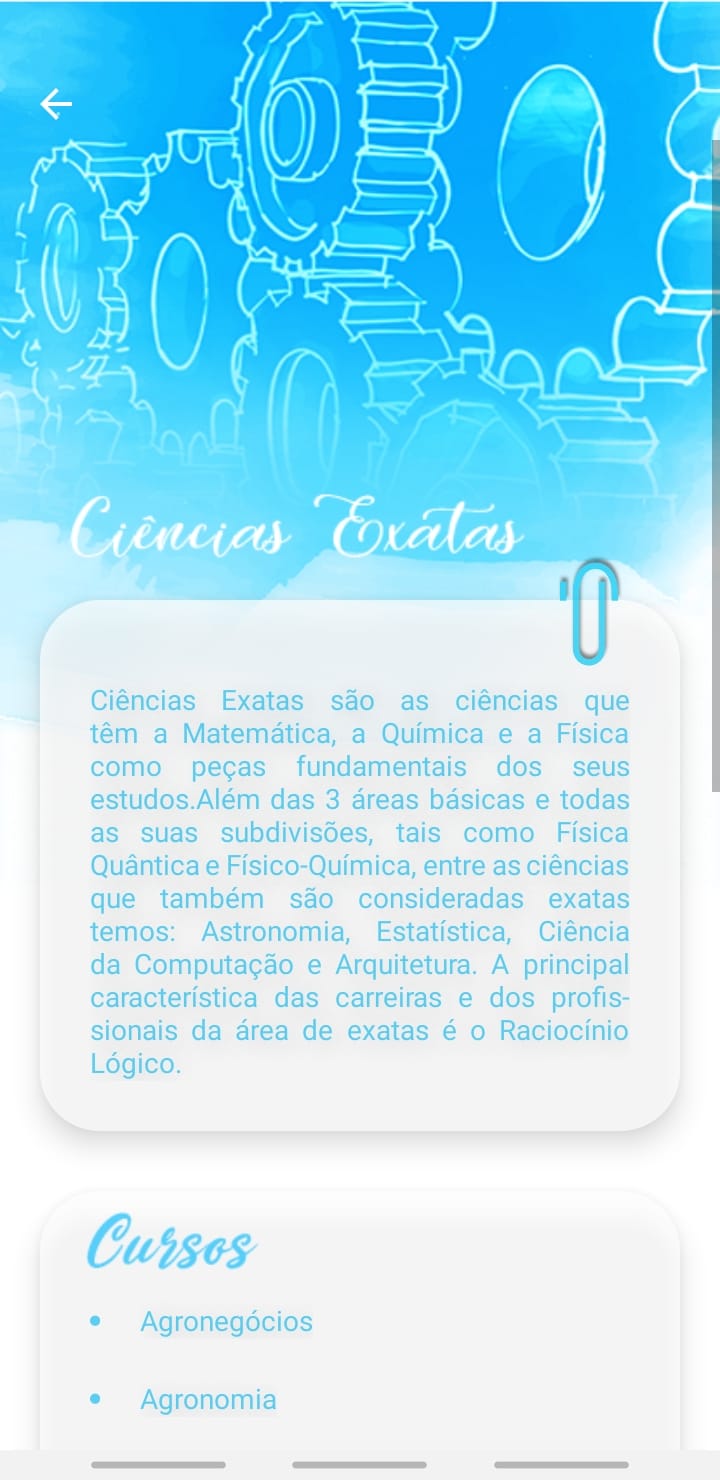 Ciências Exatas
Ciências Exatas são as ciências que
têm a Matemática, a Química e a Física
como peças fundamentais dos seus
estudos.Além das 3 áreas básicas e todas
as suas subdivisões, tais como Física
Quântica e Físico-Química, entre as ciências
que também são consideradas exatas
temos: Astronomia, Estatística, Ciência
da Computação e Arquitetura. A principal
característica das carreiras e dos profis-
sionais da área de exatas é o Raciocínio
Lógico.
Cursos
• Agronegócios
• Agronomia